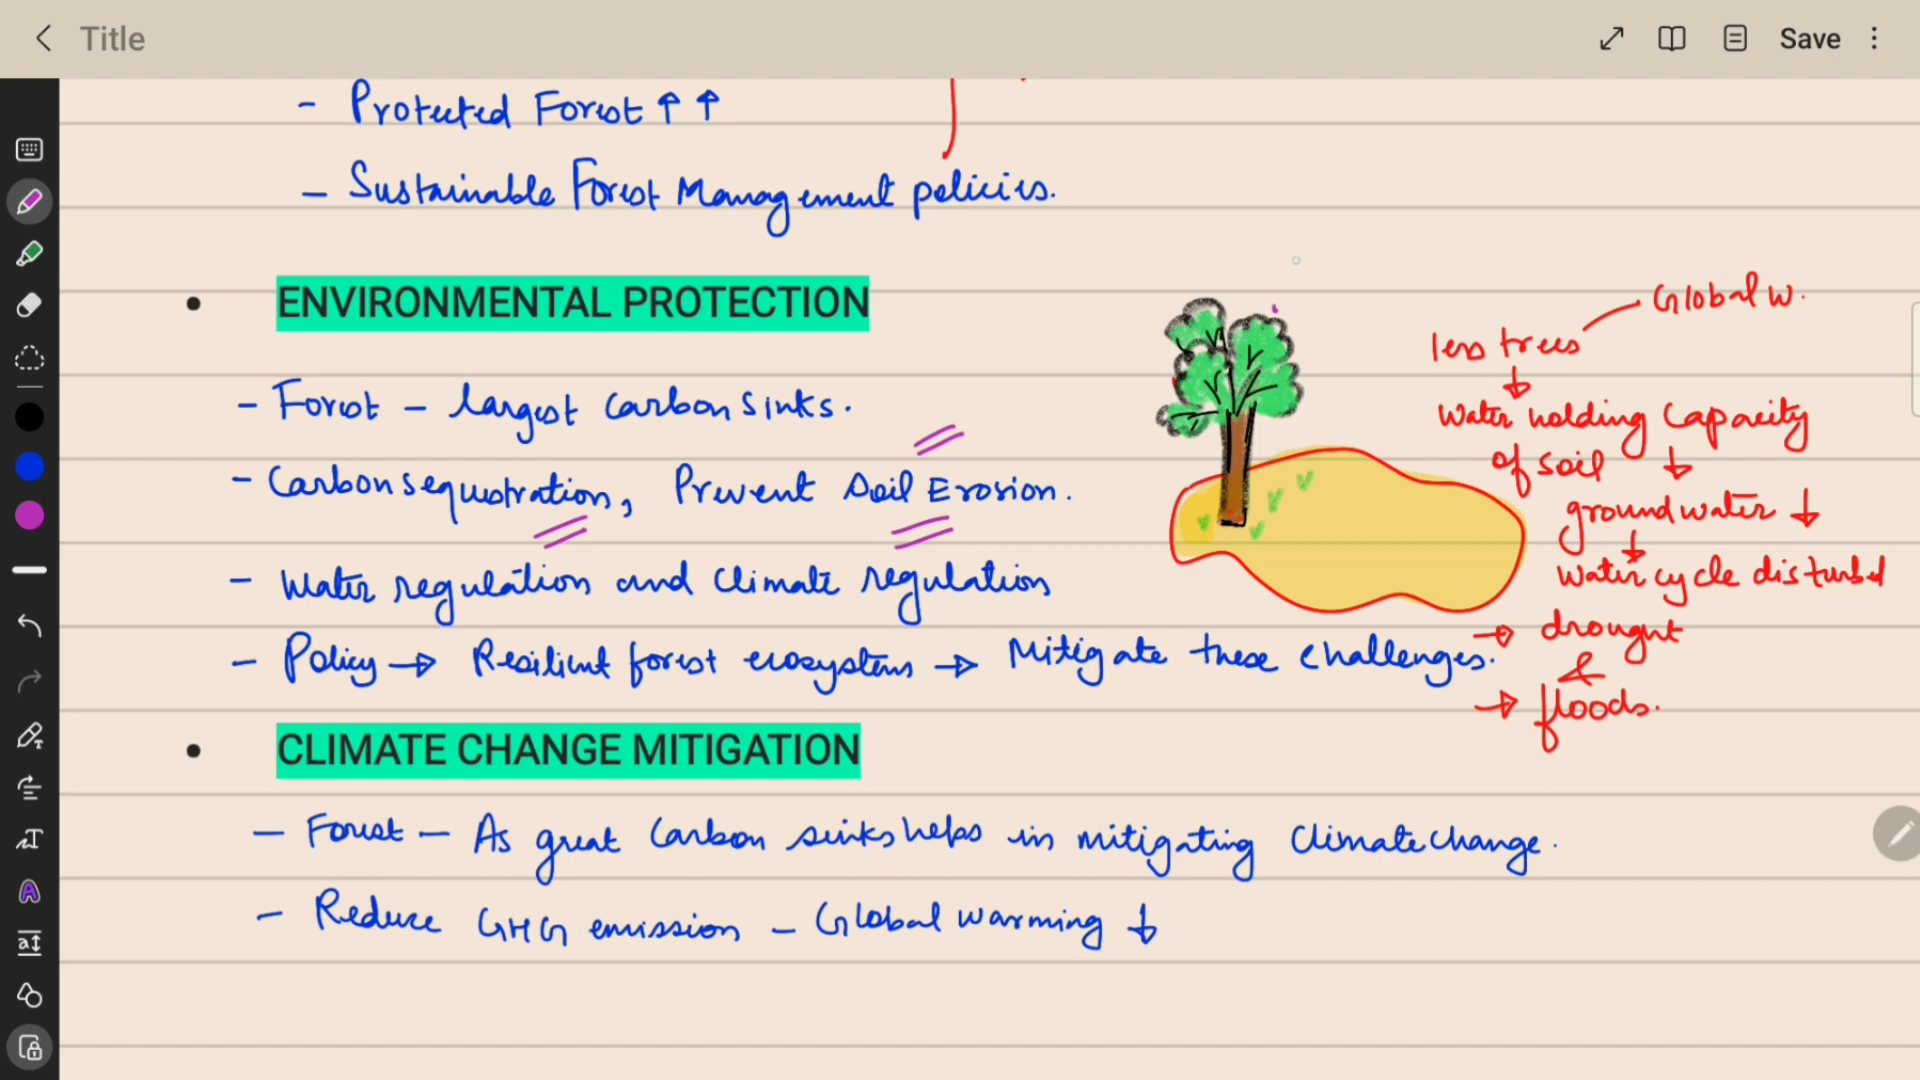 Title
Save
- Protected Forest ↑ ↑
- Sustainable Forest Management policies.
• ENVIRONMENTAL PROTECTION
- Forest - largest carbon sinks.
- Carbon sequestration, Prevent Soil Erosion.
- Water regulation and climate regulation
- Policy → Resilient forest ecosystem → Mitigate these challenges.
Global W.
less trees
↓
Water holding capacity
of soil ↓
groundwater ↓
↓
Water cycle disturbed
→ drought
&
→ floods.
• CLIMATE CHANGE MITIGATION
- Forest - As great carbon sinks helps in mitigating climate change.
- Reduce GHG emission - Global warming ↓